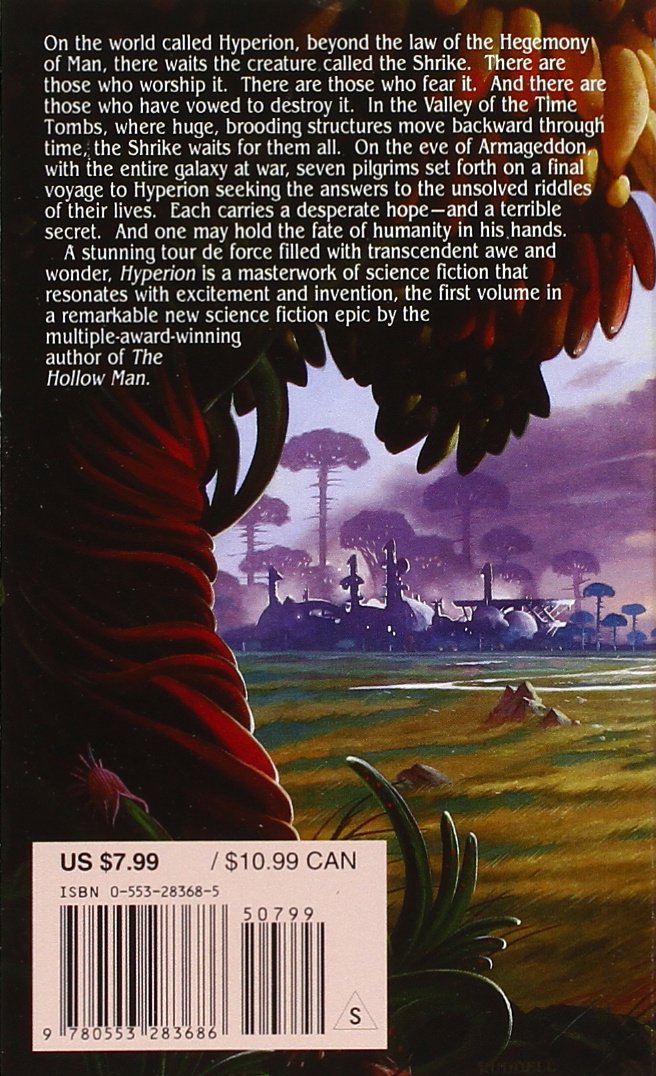 On the world called Hyperion, beyond the law of the Hegemony
of Man, there waits the creature called the Shrike. There are
those who worship it. There are those who fear it. And there are
those who have vowed to destroy it. In the Valley of the Time
Tombs, where huge, brooding structures move backward through
time, the Shrike waits for them all. On the eve of Armageddon,
with the entire galaxy at war, seven pilgrims set forth on a final
voyage to Hyperion seeking the answers to the unsolved riddles
of their lives. Each carries a desperate hope—and a terrible
secret. And one may hold the fate of humanity in his hands.
A stunning tour de force filled with transcendent awe and
wonder, Hyperion is a masterwork of science fiction that
resonates with excitement and invention, the first volume in
a remarkable new science fiction epic by the
multiple-award-winning
author of The
Hollow Man.
US $7.99 / $10.99 CAN
ISBN 0-553-28368-5
50799
9 780553 283686
S